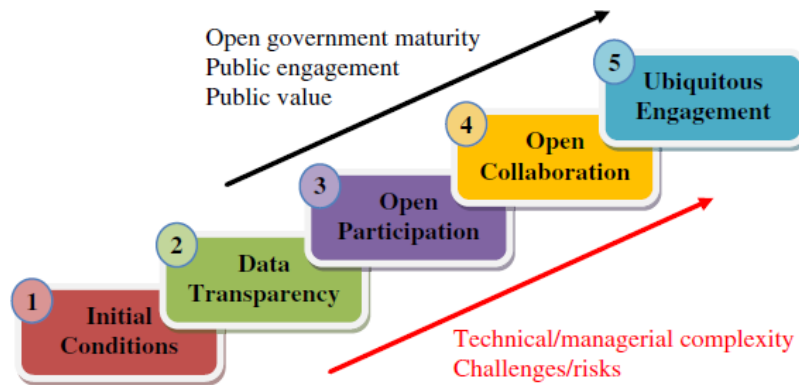 Open government maturity
Public engagement
Public value
5
Ubiquitous
Engagement
4
Open
Collaboration
3
Open
Participation
2
Data
Transparency
1
Initial
Conditions
Technical/managerial complexity
Challenges/risks